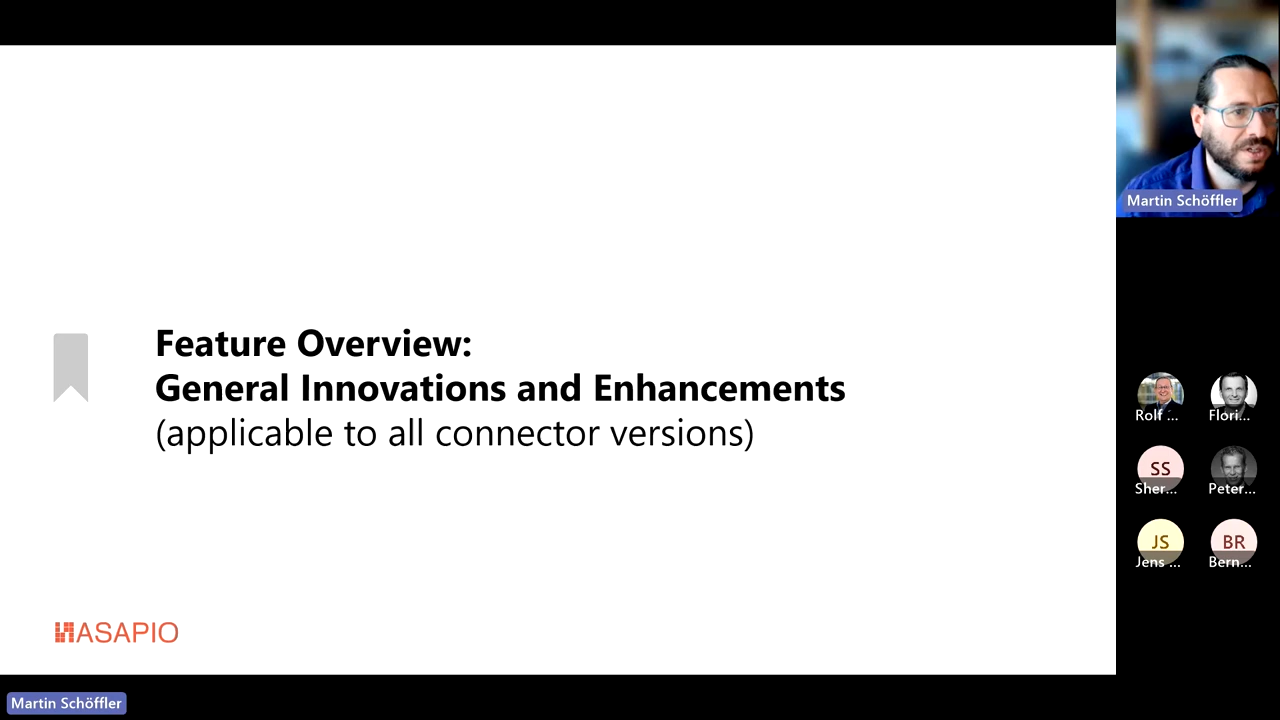 Feature Overview:
General Innovations and Enhancements
(applicable to all connector versions)
ASAPIO
Martin Schöffler
Martin Schöffler
Rolf ...
Flori...
SS
Sher...
Peter...
JS
Jens ...
BR
Bern...